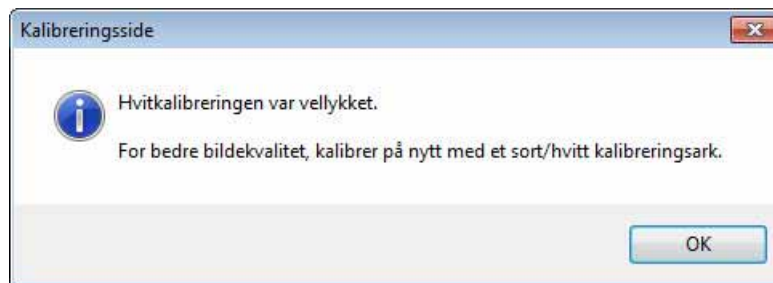 Kalibreringsside
Hvitkalibreringen var vellykket.
For bedre bildekvalitet, kalibrer på nytt med et sort/hvitt kalibreringsark.
OK